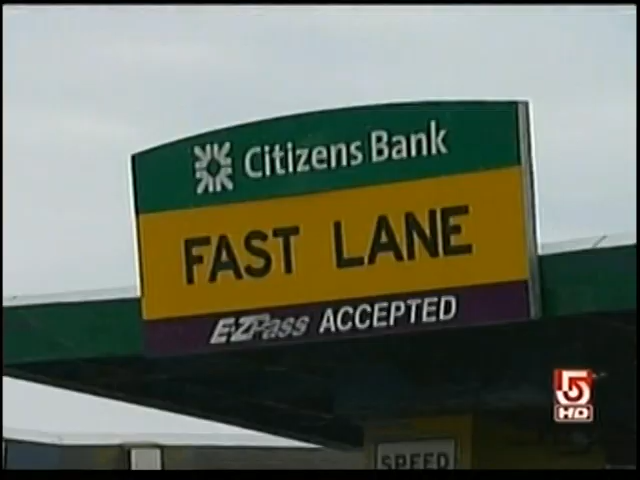 Citizens Bank
FAST LANE
E-ZPass ACCEPTED
5
HD
SPEED